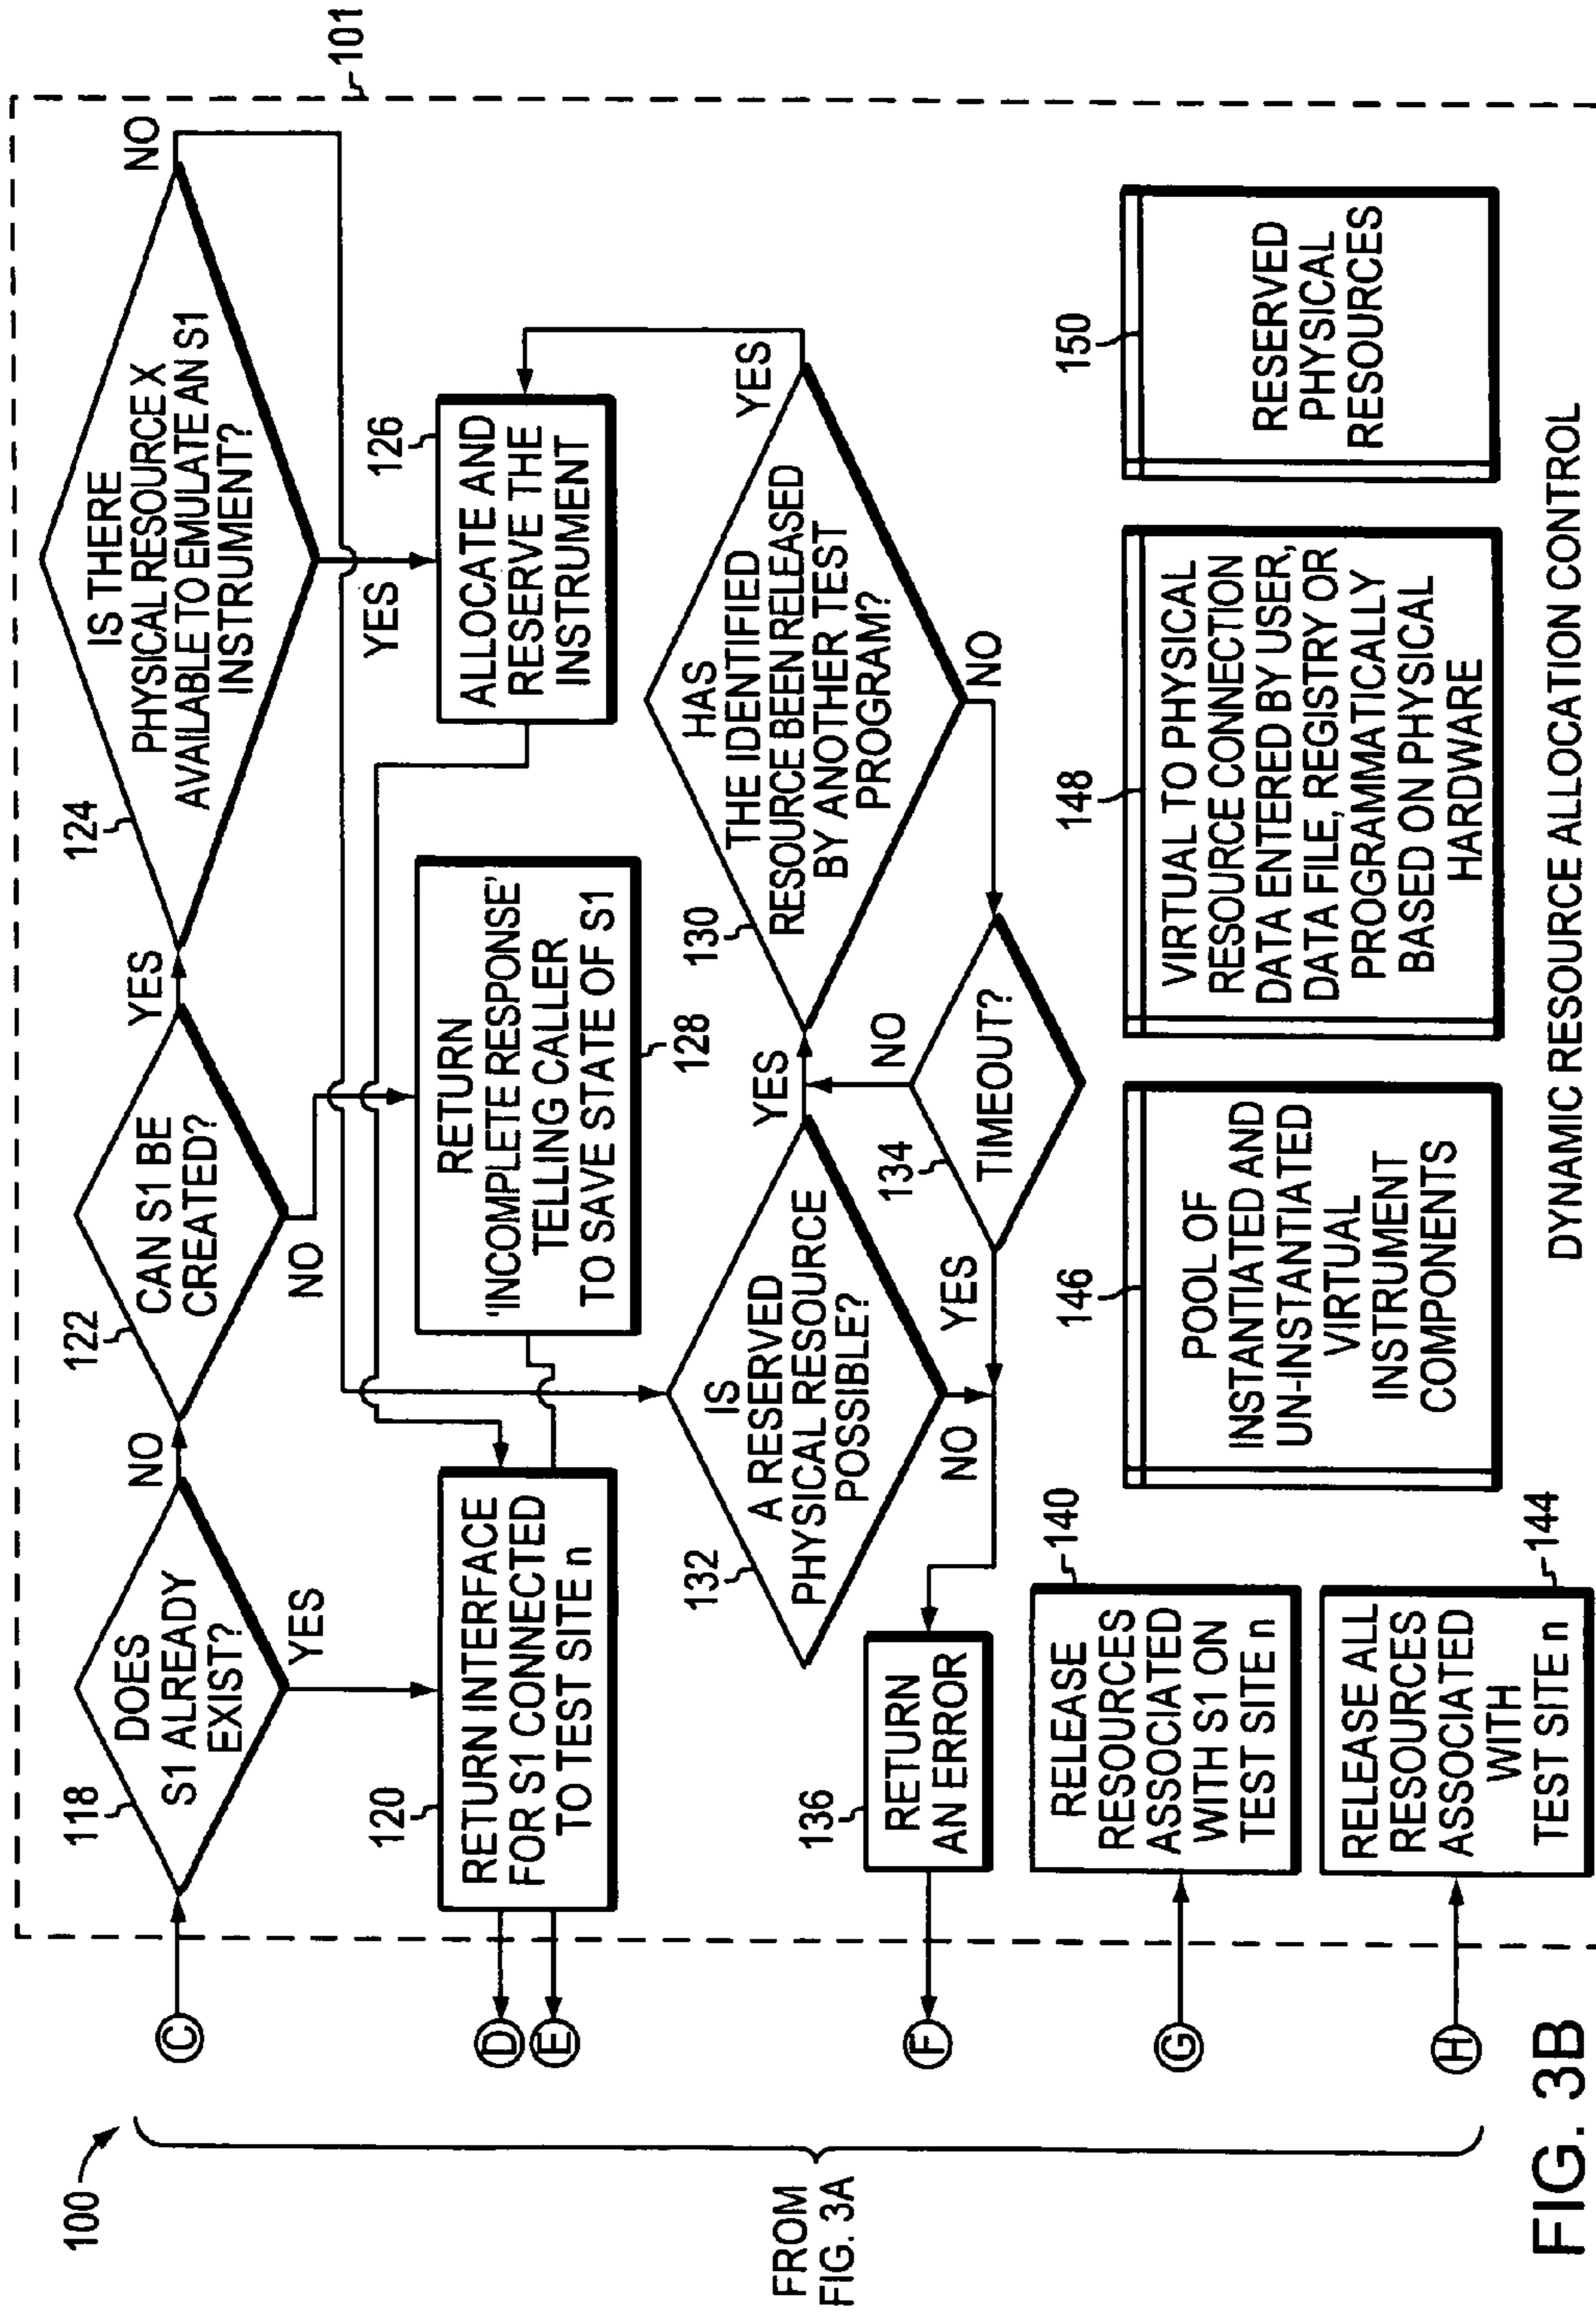 100
101
FROM
FIG. 3A
C
118
DOES
S1 ALREADY
EXIST?
NO
YES
122
CAN S1 BE
CREATED?
YES
NO
124
IS THERE
PHYSICAL RESOURCE X
AVAILABLE TO EMULATE AN S1
INSTRUMENT?
NO
YES
D
E
120
RETURN INTERFACE
FOR S1 CONNECTED
TO TEST SITE n
RETURN
'INCOMPLETE RESPONSE'
TELLING CALLER
TO SAVE STATE OF S1
128
126
ALLOCATE AND
RESERVE THE
INSTRUMENT
132
IS
A RESERVED
PHYSICAL RESOURCE
POSSIBLE?
YES
NO
130
HAS
THE IDENTIFIED
RESOURCE BEEN RELEASED
BY ANOTHER TEST
PROGRAM?
YES
NO
134
TIMEOUT?
NO
YES
F
136
RETURN
AN ERROR
G
RELEASE
RESOURCES
ASSOCIATED
WITH S1 ON
TEST SITE n
140
H
RELEASE ALL
RESOURCES
ASSOCIATED
WITH
TEST SITE n
144
146
POOL OF
INSTANTIATED AND
UN-INSTANTIATED
VIRTUAL
INSTRUMENT
COMPONENTS
148
VIRTUAL TO PHYSICAL
RESOURCE CONNECTION
DATA ENTERED BY USER,
DATA FILE, REGISTRY OR
PROGRAMMATICALLY
BASED ON PHYSICAL
HARDWARE
150
RESERVED
PHYSICAL
RESOURCES
DYNAMIC RESOURCE ALLOCATION CONTROL
FIG. 3B